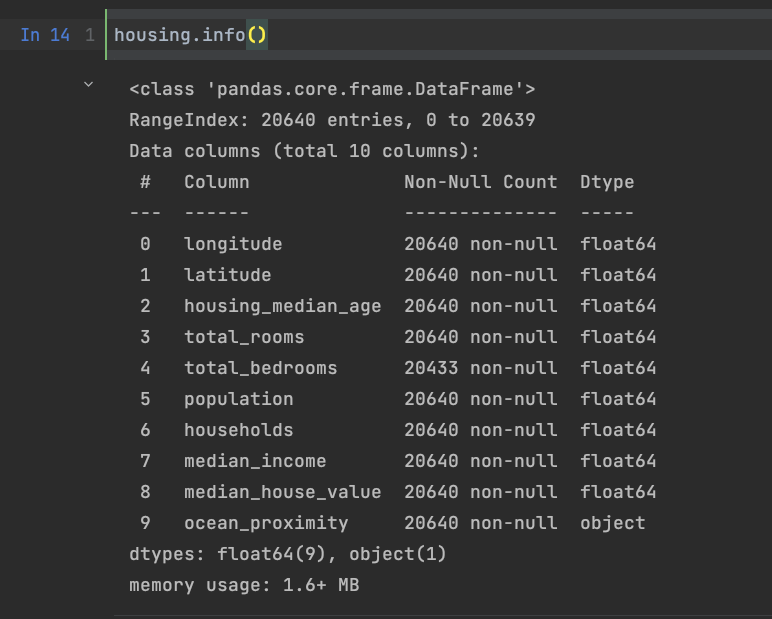 In 14 1 housing.info()
<class 'pandas.core.frame.DataFrame'>
RangeIndex: 20640 entries, 0 to 20639
Data columns (total 10 columns):
 #   Column              Non-Null Count  Dtype
---  ------              --------------  -----
 0   longitude           20640 non-null  float64
 1   latitude            20640 non-null  float64
 2   housing_median_age  20640 non-null  float64
 3   total_rooms         20640 non-null  float64
 4   total_bedrooms      20433 non-null  float64
 5   population          20640 non-null  float64
 6   households          20640 non-null  float64
 7   median_income       20640 non-null  float64
 8   median_house_value  20640 non-null  float64
 9   ocean_proximity     20640 non-null  object
dtypes: float64(9), object(1)
memory usage: 1.6+ MB